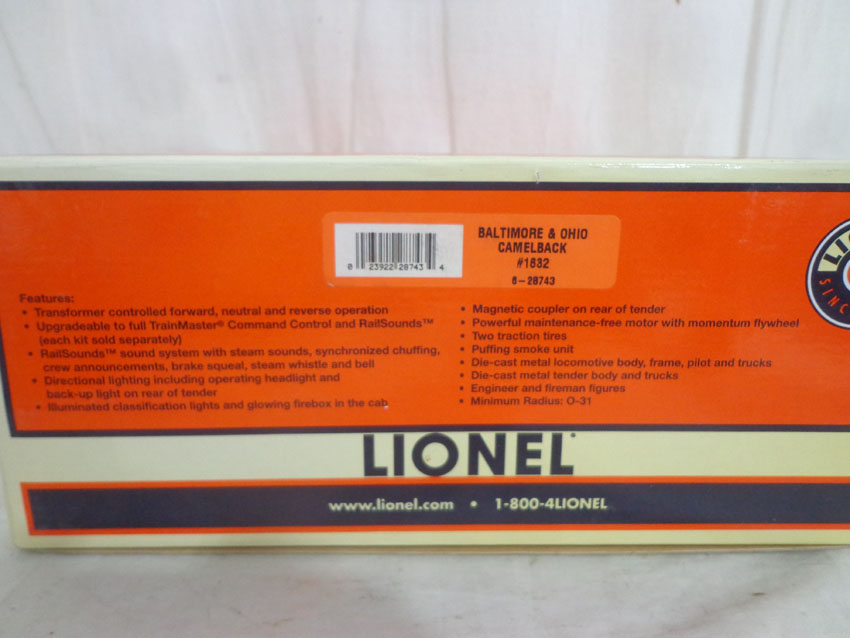 BALTIMORE & OHIO
CAMELBACK
#1632
6-28743
0 23922 28743 4
Features:
• Transformer controlled forward, neutral and reverse operation
• Upgradeable to full TrainMaster® Command Control and RailSounds™
(each kit sold separately)
• RailSounds™ sound system with steam sounds, synchronized chuffing,
crew announcements, brake squeal, steam whistle and bell
• Directional lighting including operating headlight and
back-up light on rear of tender
• Illuminated classification lights and glowing firebox in the cab
• Magnetic coupler on rear of tender
• Powerful maintenance-free motor with momentum flywheel
• Two traction tires
• Puffing smoke unit
• Die-cast metal locomotive body, frame, pilot and trucks
• Die-cast metal tender body and trucks
• Engineer and fireman figures
• Minimum Radius: O-31
LIONEL
www.lionel.com • 1-800-4LIONEL